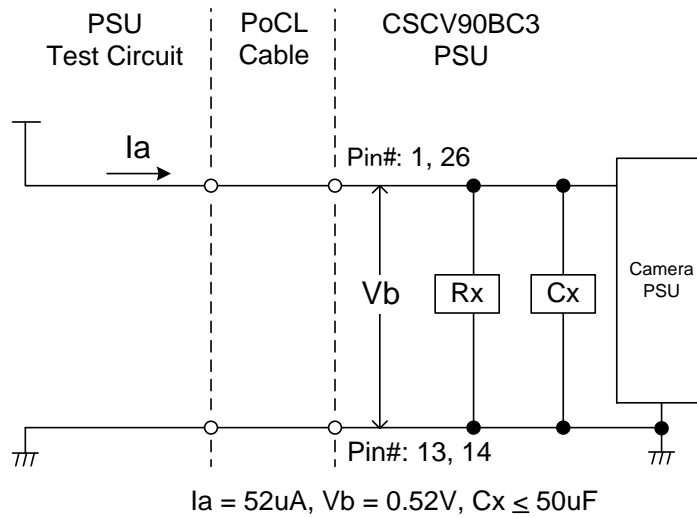 PSU
Test Circuit
PoCL
Cable
CSCV90BC3
PSU
Ia
Pin#: 1, 26
Vb
Rx
Cx
Camera
PSU
Pin#: 13, 14
Ia = 52uA, Vb = 0.52V, Cx ≤ 50uF